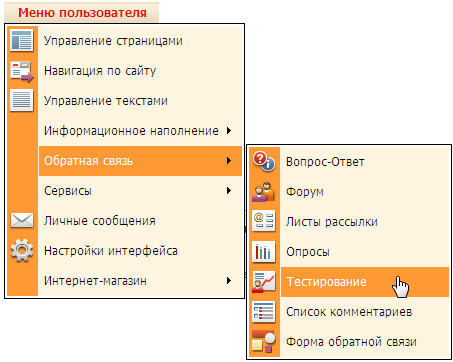 Меню пользователя
Управление страницами
Навигация по сайту
Управление текстами
Информационное наполнение
Обратная связь
Сервисы
Личные сообщения
Настройки интерфейса
Интернет-магазин
Вопрос-Ответ
Форум
Листы рассылки
Опросы
Тестирование
Список комментариев
Форма обратной связи